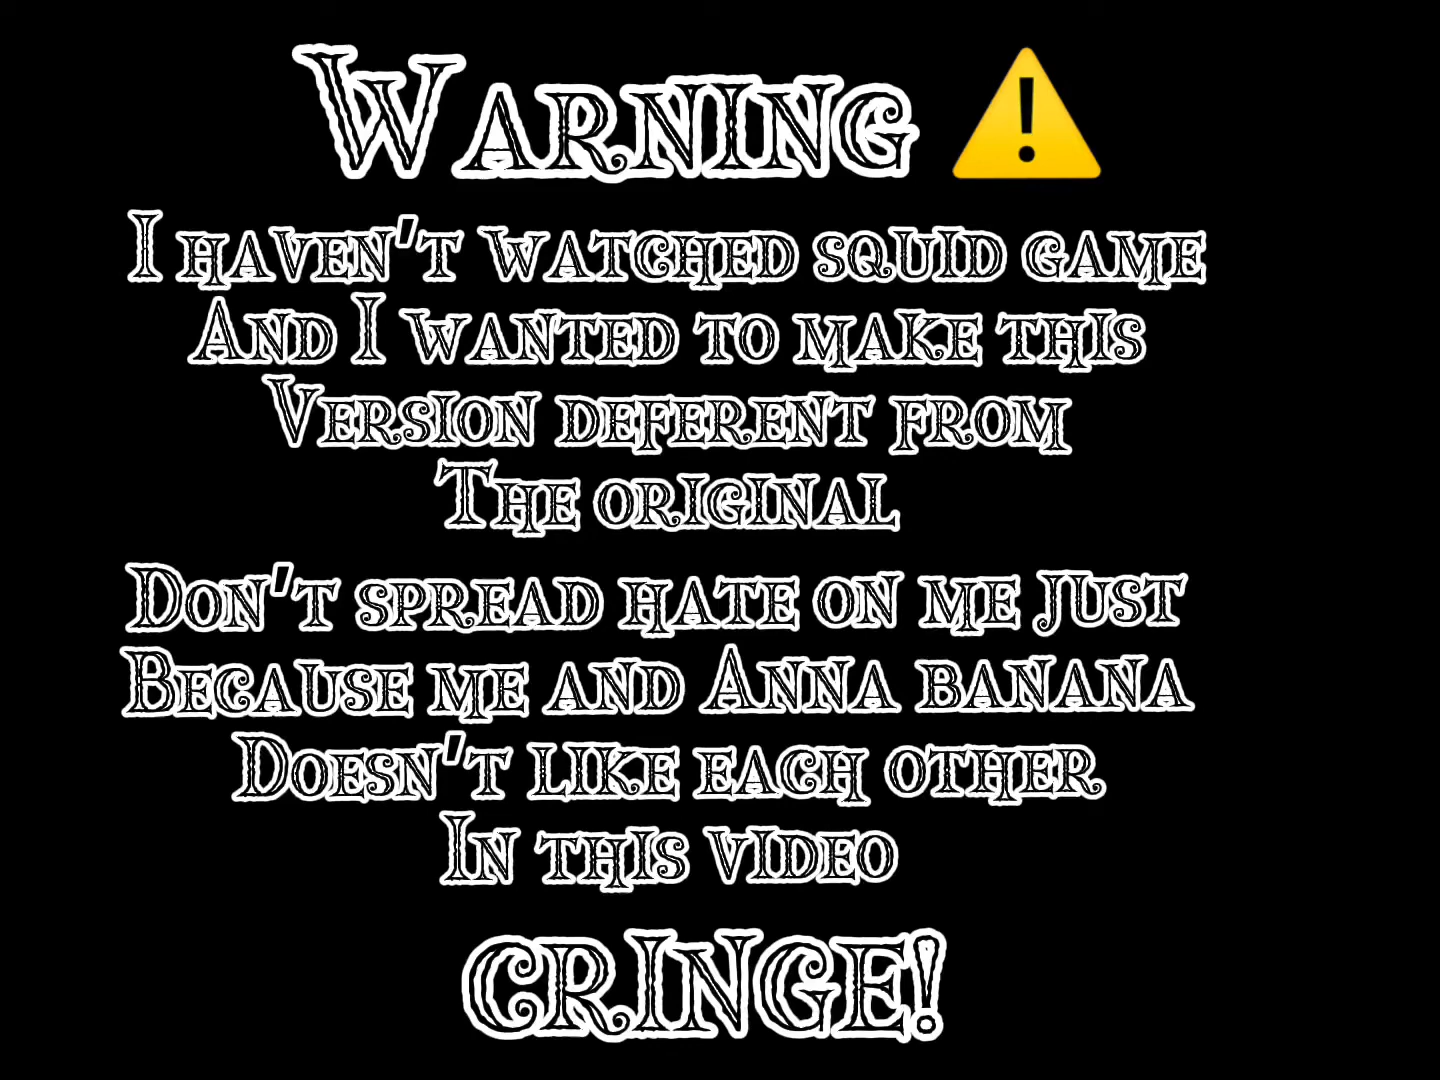 Warning ⚠️
I haven't watched squid game
And I wanted to make this
Version deferent from
The original
Don't spread hate on me just
Because me and Anna banana
Doesn't like each other
In this video
CRINGE!